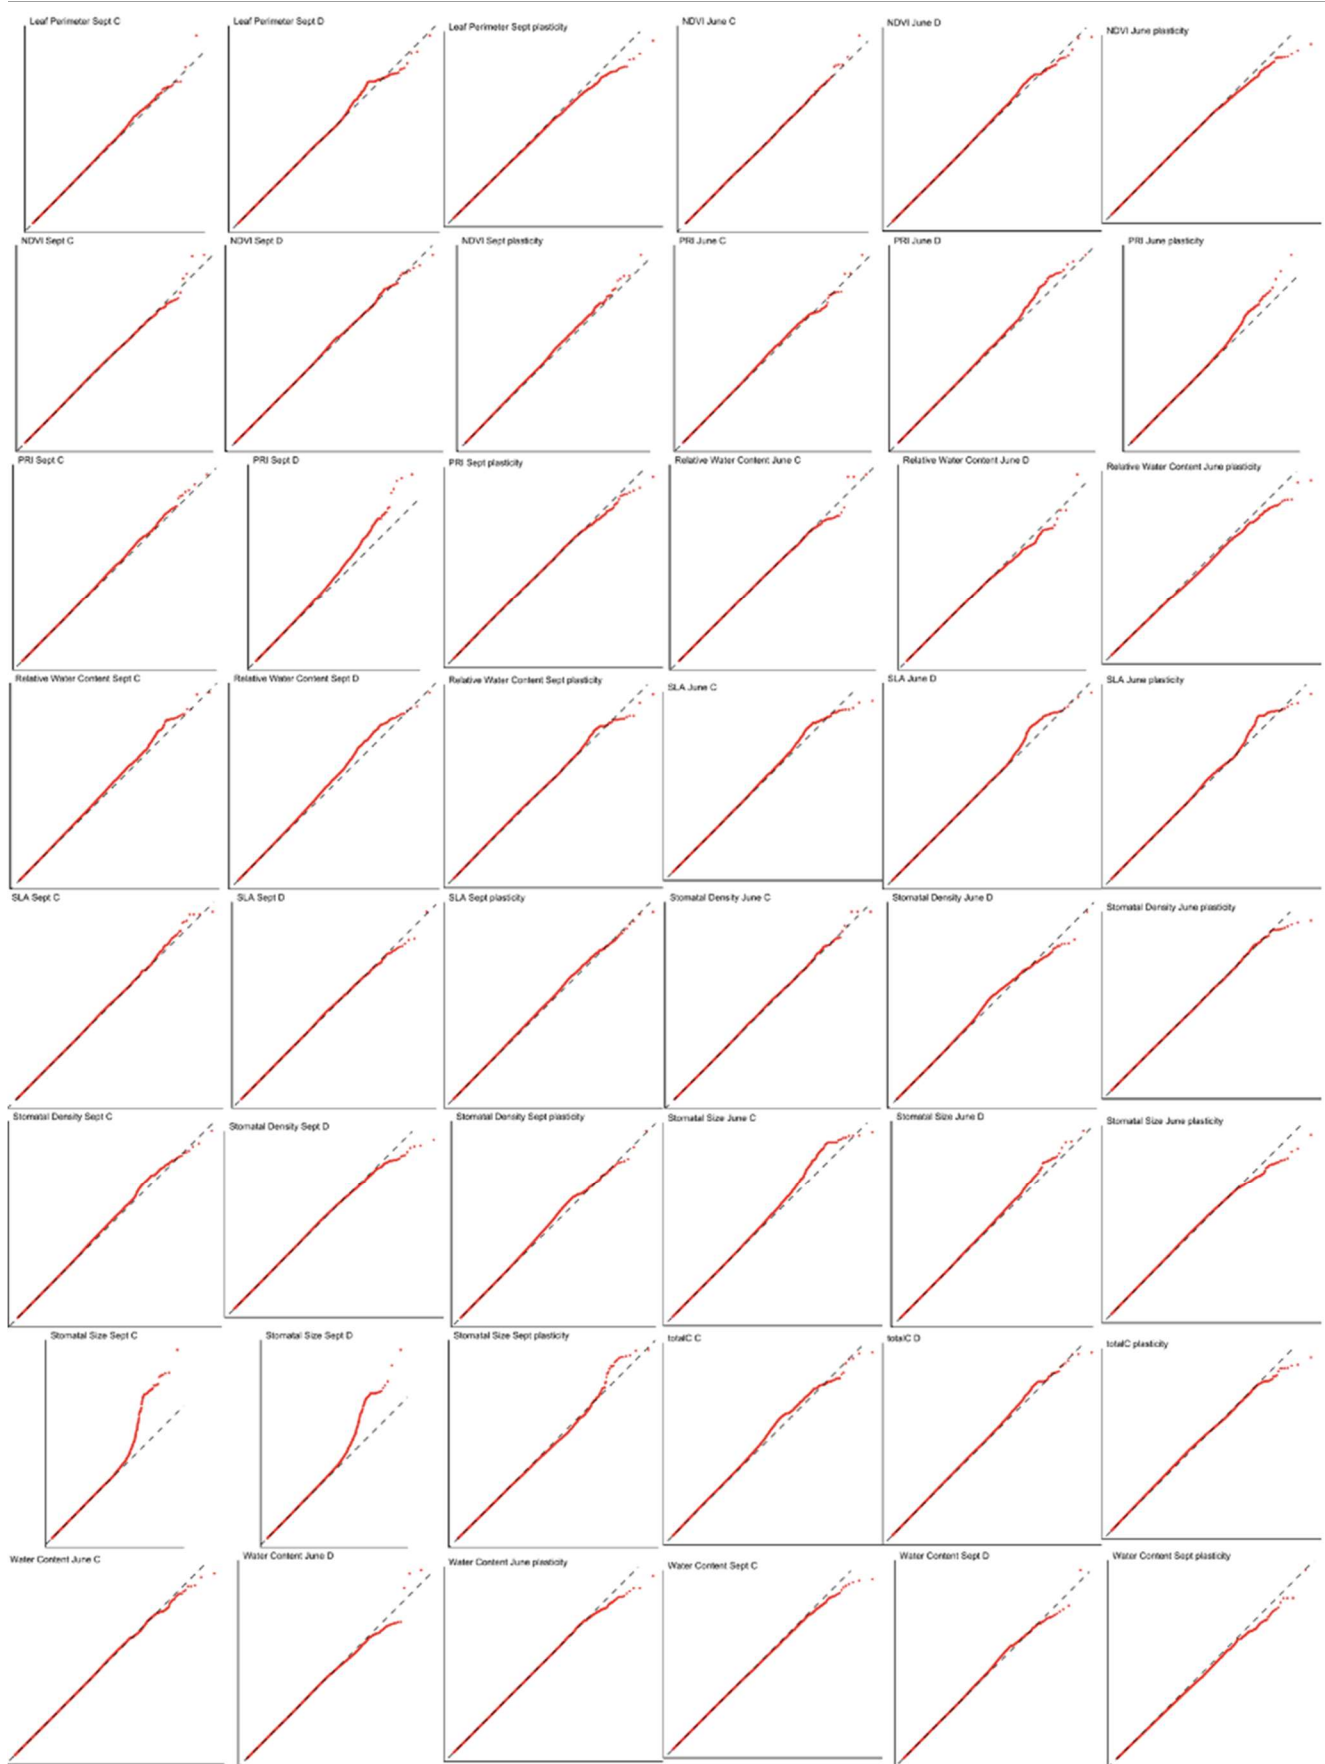 Leaf Perimeter Sept C
Leaf Perimeter Sept D
Leaf Perimeter Sept plasticity
NDVI June C
NDVI June D
NDVI June plasticity
NDVI Sept C
NDVI Sept D
NDVI Sept plasticity
PRI June C
PRI June D
PRI June plasticity
PRI Sept C
PRI Sept D
PRI Sept plasticity
Relative Water Content June C
Relative Water Content June D
Relative Water Content June plasticity
Relative Water Content Sept C
Relative Water Content Sept D
Relative Water Content Sept plasticity
SLA June C
SLA June D
SLA June plasticity
SLA Sept C
SLA Sept D
SLA Sept plasticity
Stomatal Density June C
Stomatal Density June D
Stomatal Density June plasticity
Stomatal Density Sept C
Stomatal Density Sept D
Stomatal Density Sept plasticity
Stomatal Size June C
Stomatal Size June D
Stomatal Size June plasticity
Stomatal Size Sept C
Stomatal Size Sept D
Stomatal Size Sept plasticity
totalC C
totalC D
totalC plasticity
Water Content June C
Water Content June D
Water Content June plasticity
Water Content Sept C
Water Content Sept D
Water Content Sept plasticity